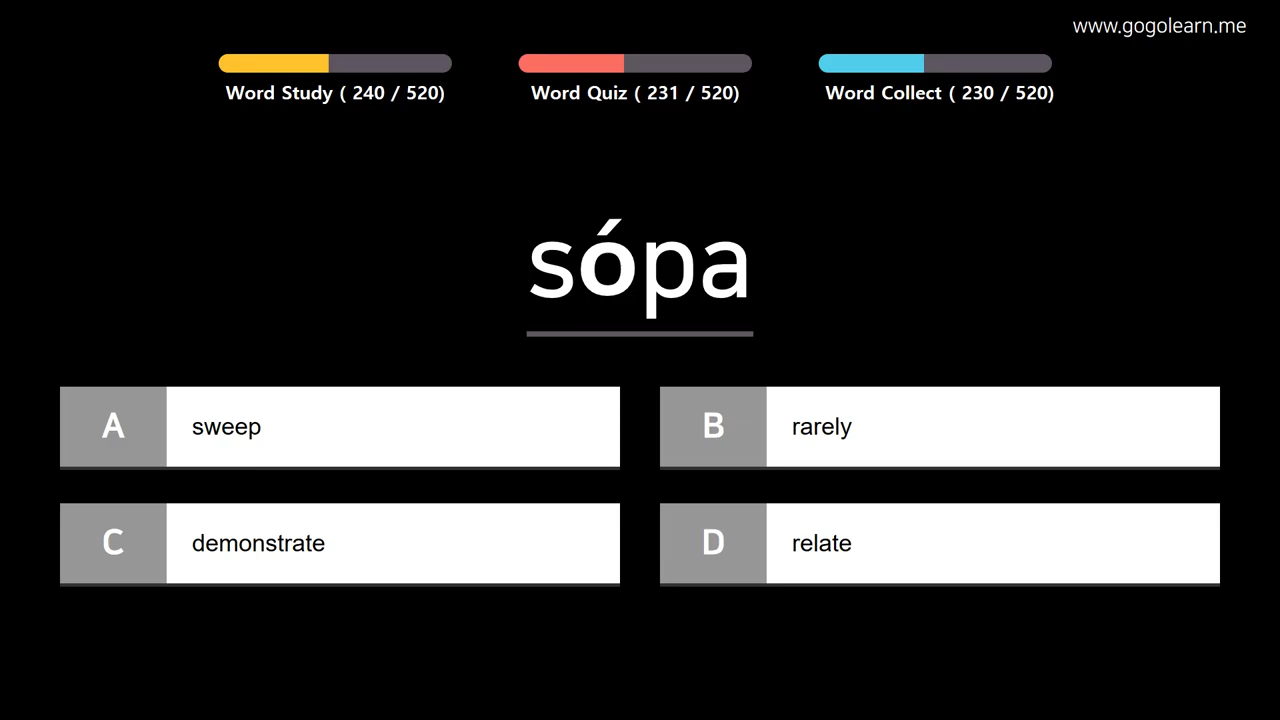 www.gogolearn.me
Word Study ( 240 / 520)
Word Quiz ( 231 / 520)
Word Collect ( 230 / 520)
sópa
A sweep
B rarely
C demonstrate
D relate